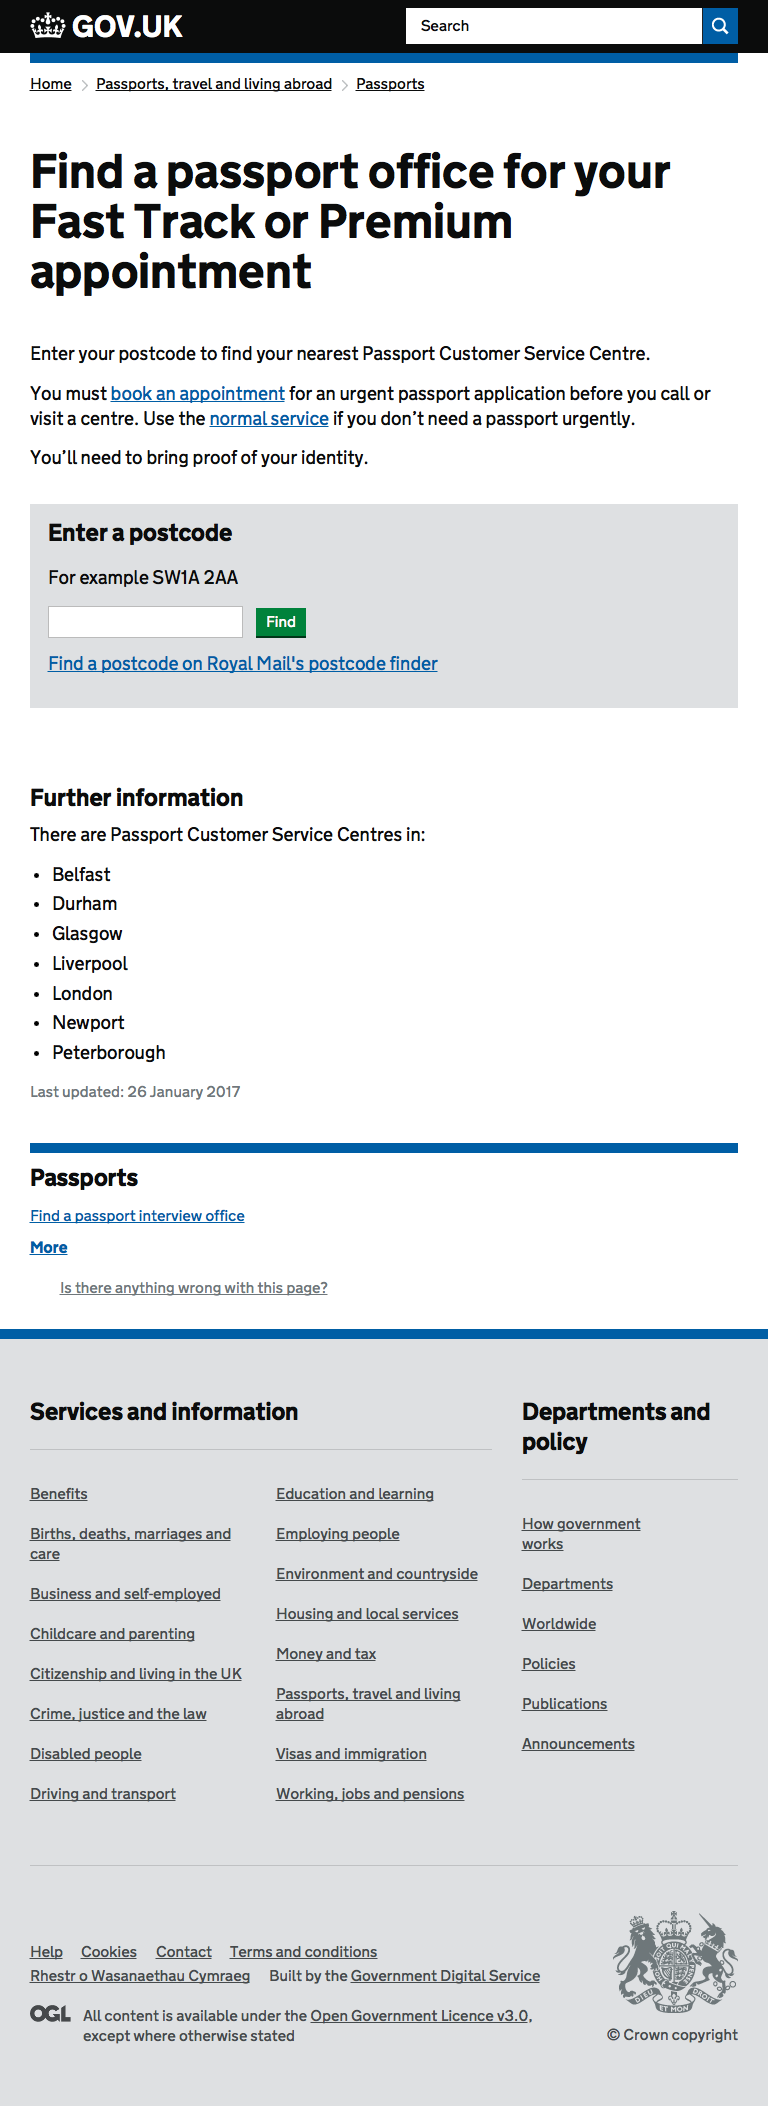 GOV.UK
Search
Home
Passports, travel and living abroad
Passports
Find a passport office for your
Fast Track or Premium
appointment
Enter your postcode to find your nearest Passport Customer Service Centre.
You must book an appointment for an urgent passport application before you call or
visit a centre. Use the normal service if you don’t need a passport urgently.
You’ll need to bring proof of your identity.
Enter a postcode
For example SW1A 2AA
Find
Find a postcode on Royal Mail's postcode finder
Further information
There are Passport Customer Service Centres in:
• Belfast
• Durham
• Glasgow
• Liverpool
• London
• Newport
• Peterborough
Last updated: 26 January 2017
Passports
Find a passport interview office
More
Is there anything wrong with this page?
Services and information
Benefits
Births, deaths, marriages and
care
Business and self-employed
Childcare and parenting
Citizenship and living in the UK
Crime, justice and the law
Disabled people
Driving and transport
Education and learning
Employing people
Environment and countryside
Housing and local services
Money and tax
Passports, travel and living
abroad
Visas and immigration
Working, jobs and pensions
Departments and
policy
How government
works
Departments
Worldwide
Policies
Publications
Announcements
Help Cookies Contact Terms and conditions
Rhestr o Wasanaethau Cymraeg Built by the Government Digital Service
OGL
All content is available under the Open Government Licence v3.0,
except where otherwise stated
DIEU ET MON DROIT
© Crown copyright